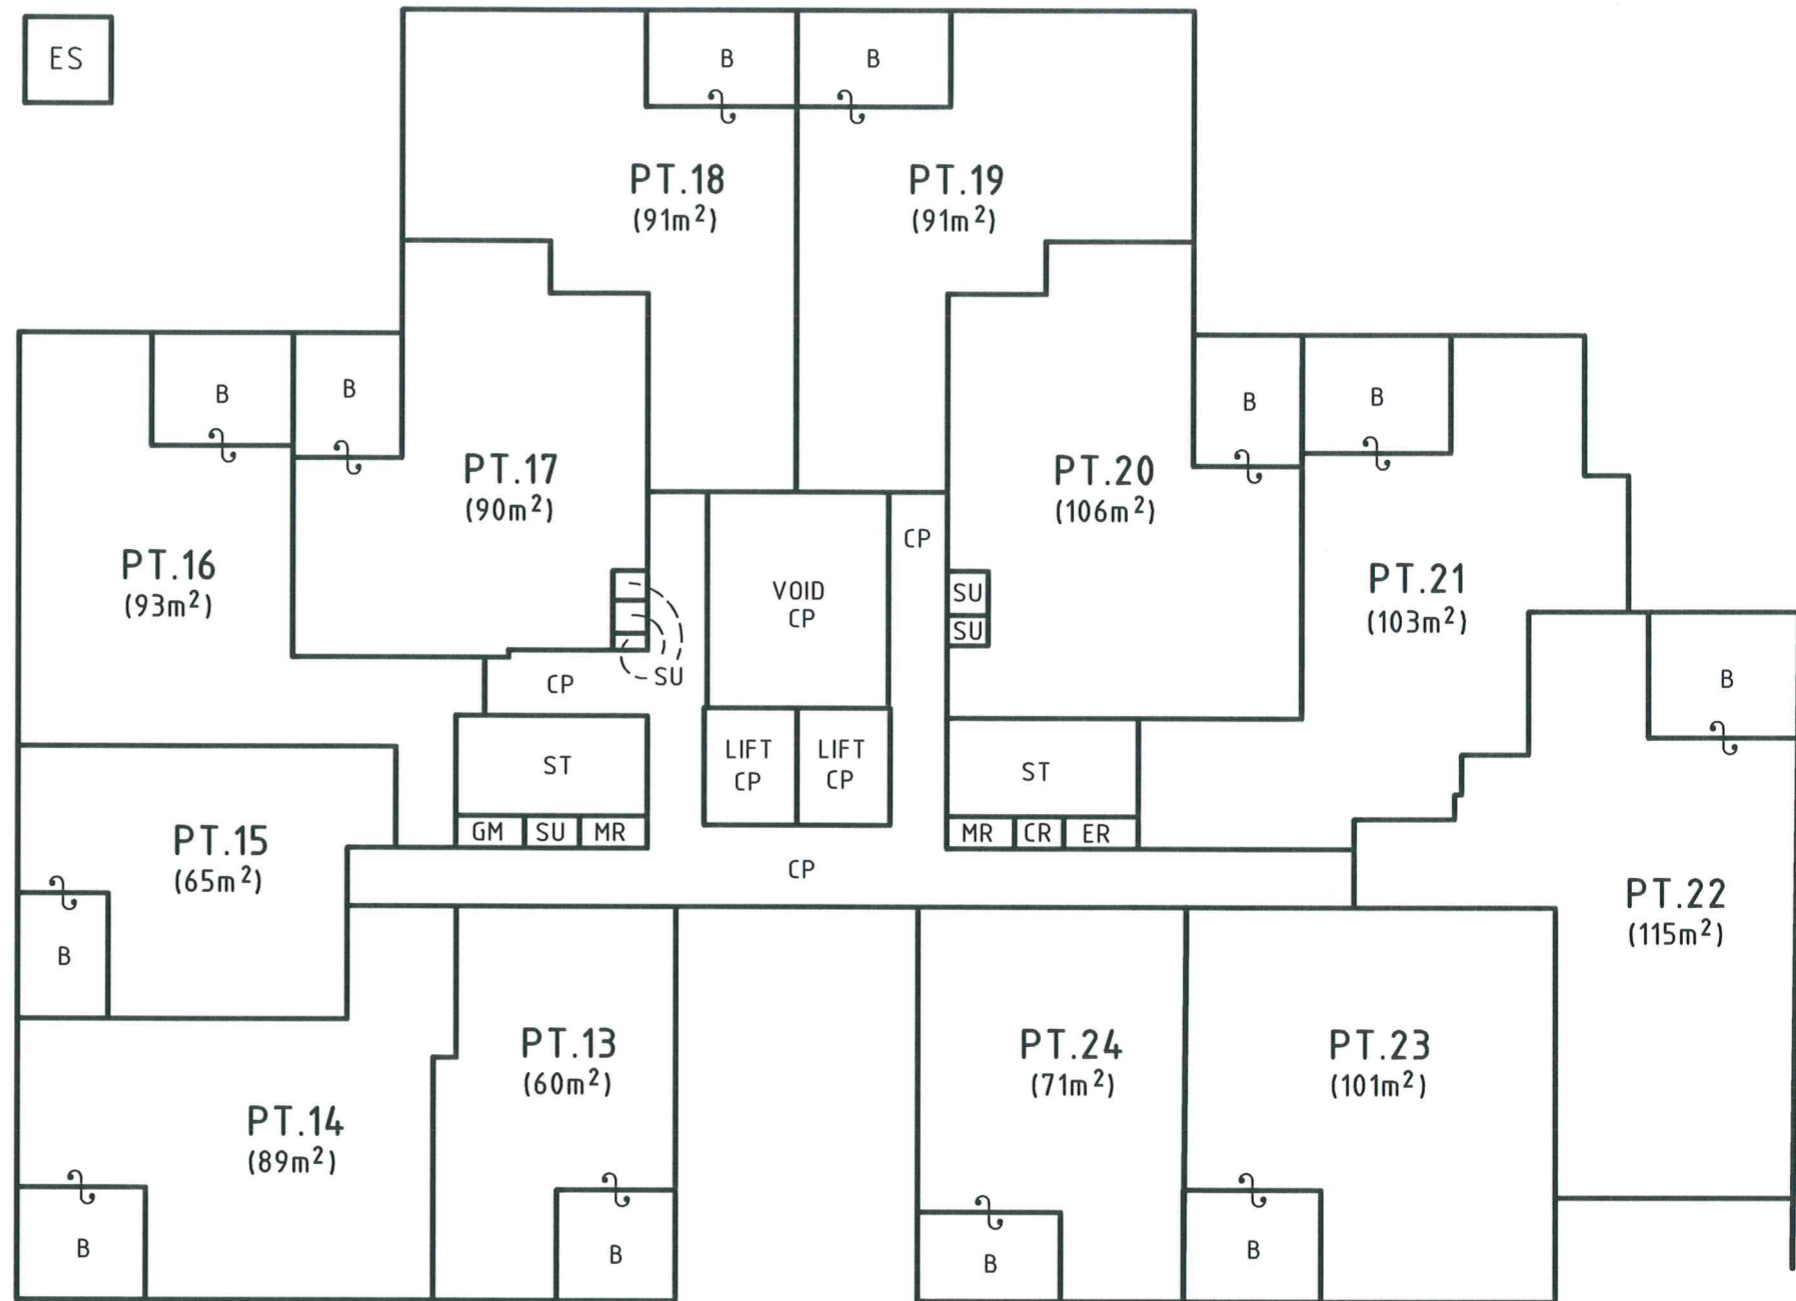 ES
B
B
PT.18
(91m²)
PT.19
(91m²)
B
B
B
B
PT.17
(90m²)
PT.20
(106m²)
CP
PT.16
(93m²)
VOID
CP
SU
SU
PT.21
(103m²)
SU
CP
B
LIFT
CP
LIFT
CP
ST
ST
GM
SU
MR
MR
CR
ER
PT.15
(65m²)
CP
PT.22
(115m²)
B
PT.13
(60m²)
PT.24
(71m²)
PT.23
(101m²)
PT.14
(89m²)
B
B
B
B